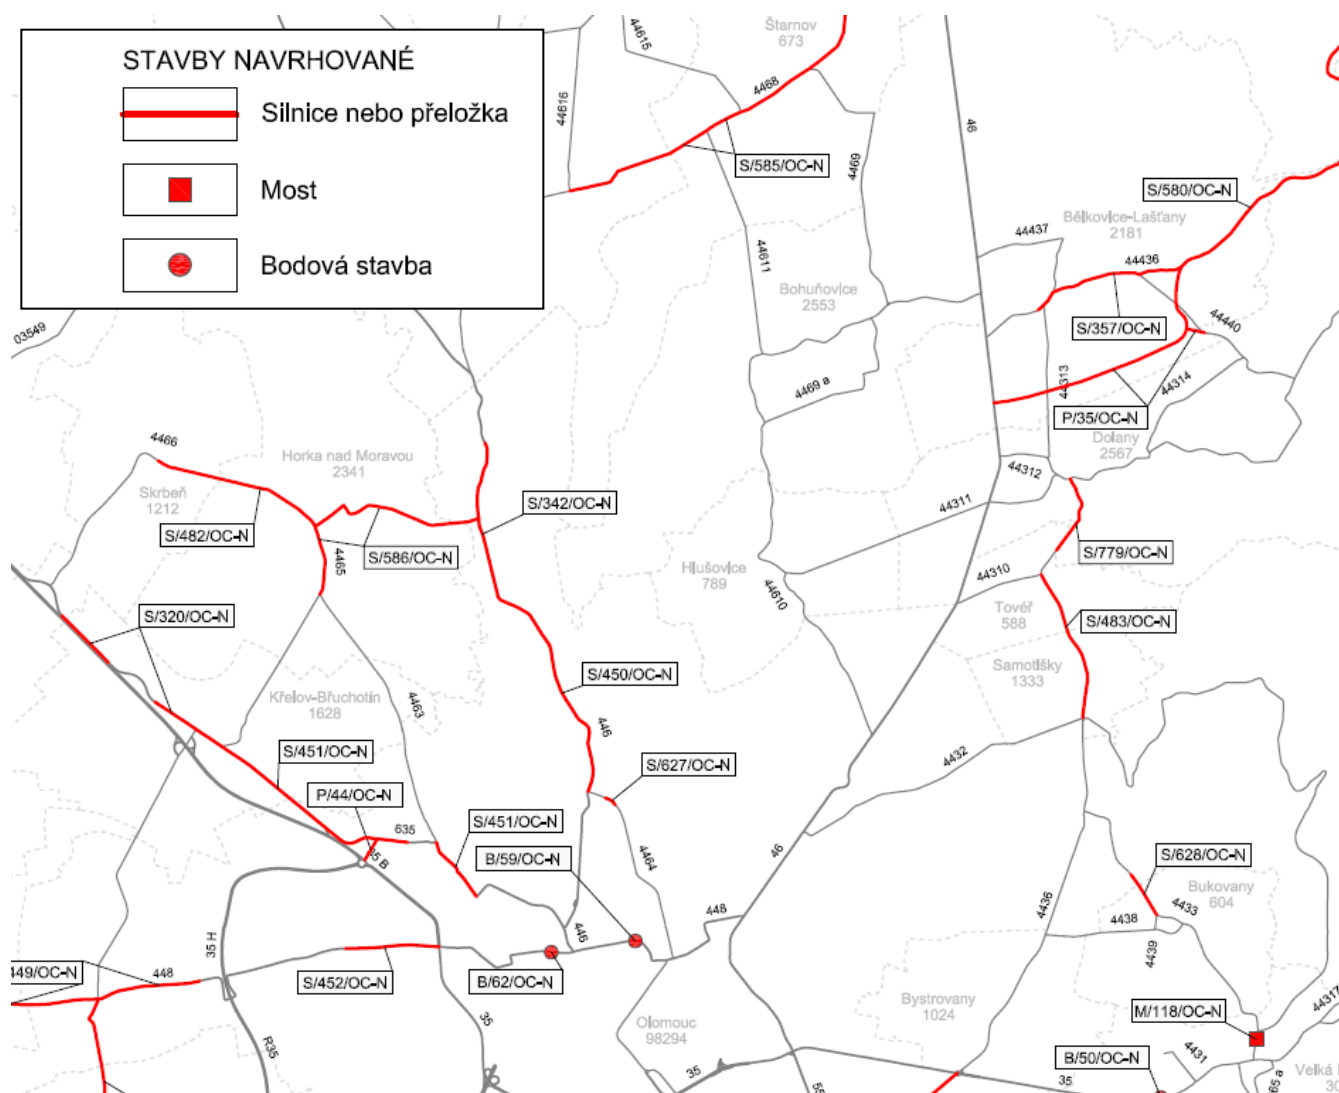 STAVBY NAVRHOVANÉ
Silnice nebo přeložka
Most
Bodová stavba
44615
Štarnov
673
4468
44616
46
S/585/OC-N
4469
S/580/OC-N
Bělkovice-Lašťany
2181
44437
44611
44436
Bohuňovice
2553
03549
S/357/OC-N
44440
4469 a
44313
44314
P/35/OC-N
Dolany
2567
4466
Horka nad Moravou
2341
44312
Skrbeň
1212
44311
S/342/OC-N
S/482/OC-N
S/586/OC-N
4465
S/779/OC-N
Hlušovice
789
44310
44610
S/320/OC-N
Tovéř
588
S/483/OC-N
Samotišky
1333
S/450/OC-N
Křelov-Břuchotín
1628
4463
446
S/451/OC-N
4432
S/627/OC-N
P/44/OC-N
635
S/451/OC-N
46
35 B
B/59/OC-N
S/628/OC-N
4464
Bukovany
604
4436
448
4438
4433
35 H
446
4439
449/OC-N
448
S/452/OC-N
B/62/OC-N
Bystrovany
1024
44317
M/118/OC-N
Olomouc
98294
35
R35
4431
B/50/OC-N
35
35
55
Velká
30
65 a